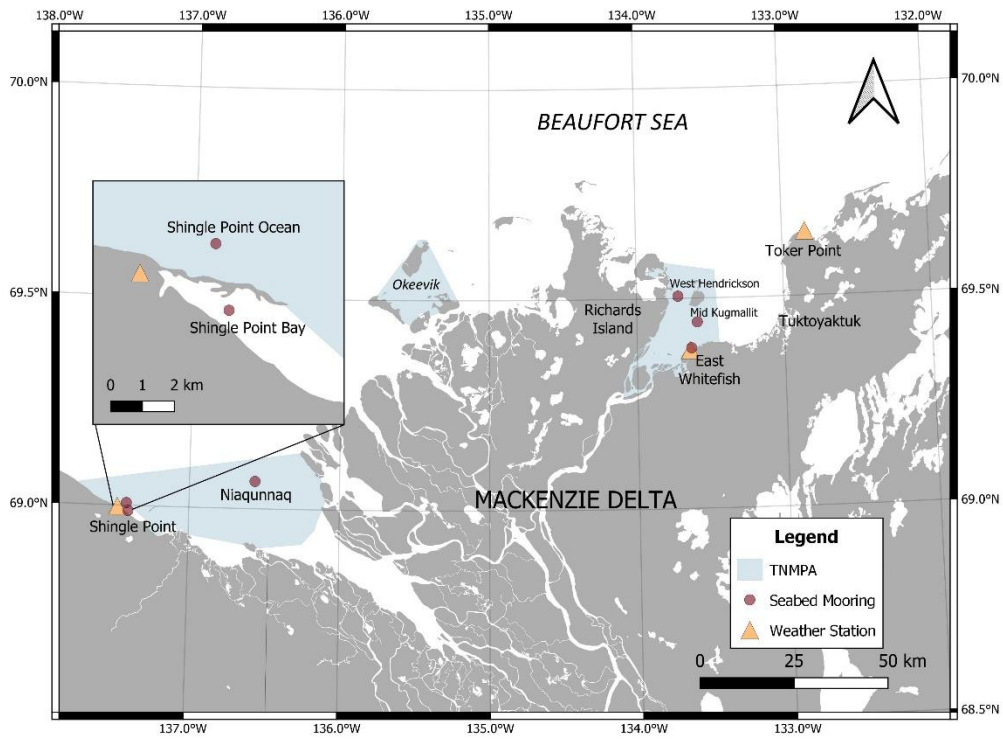 138.0°W
137.0°W
136.0°W
135.0°W
134.0°W
133.0°W
132.0°W
70.0°N
70.0°N
BEAUFORT SEA
Shingle Point Ocean
Shingle Point Bay
0 1 2 km
Okeevik
Toker Point
West Hendrickson
Richards
Island
Mid Kugmallit
Tuktoyaktuk
East
Whitefish
69.5°N
69.5°N
Niaqunnaq
MACKENZIE DELTA
Shingle Point
69.0°N
69.0°N
Legend
TNMPA
Seabed Mooring
Weather Station
0 25 50 km
68.5°N
137.0°W
136.0°W
135.0°W
134.0°W
133.0°W